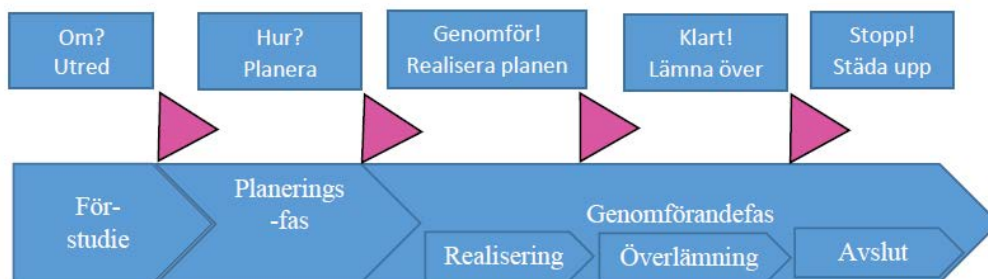 Om?
Utred
Hur?
Planera
Genomför!
Realisera planen
Klart!
Lämna över
Stopp!
Städa upp
För-
studie
Planerings
-fas
Genomförandefas
Realisering
Överlämning
Avslut